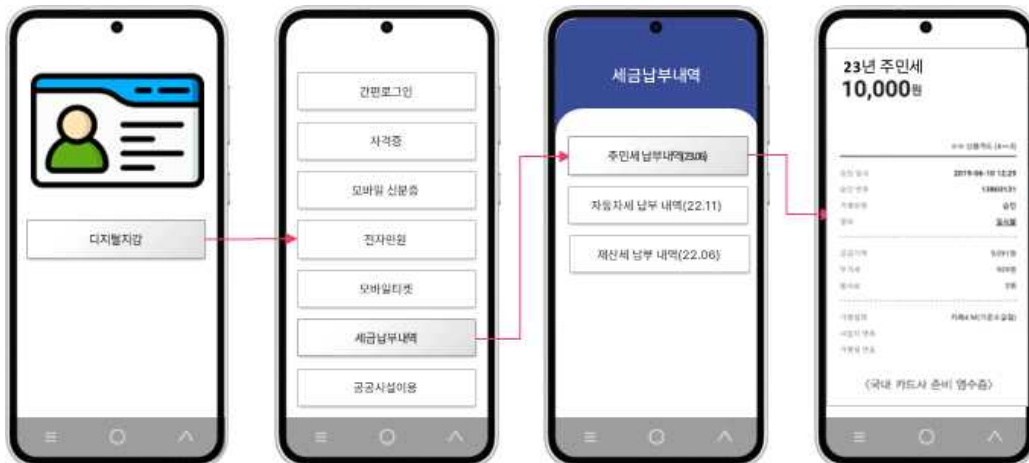 디지털지갑
간편로그인
자격증
모바일 신분증
전자민원
모바일티켓
세금납부내역
공공시설이용
세금납부내역
주민세 납부내역(23.06)
자동차세 납부 내역(22.11)
재산세 납부 내역(22.06)
23년 주민세
10,000원
2019-06-10 12:29
승인
〈국내 카드사 준비 영수증〉